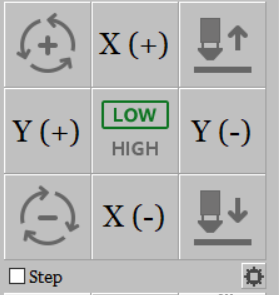 X (+)
Y (+)
LOW
HIGH
Y (-)
X (-)
Step